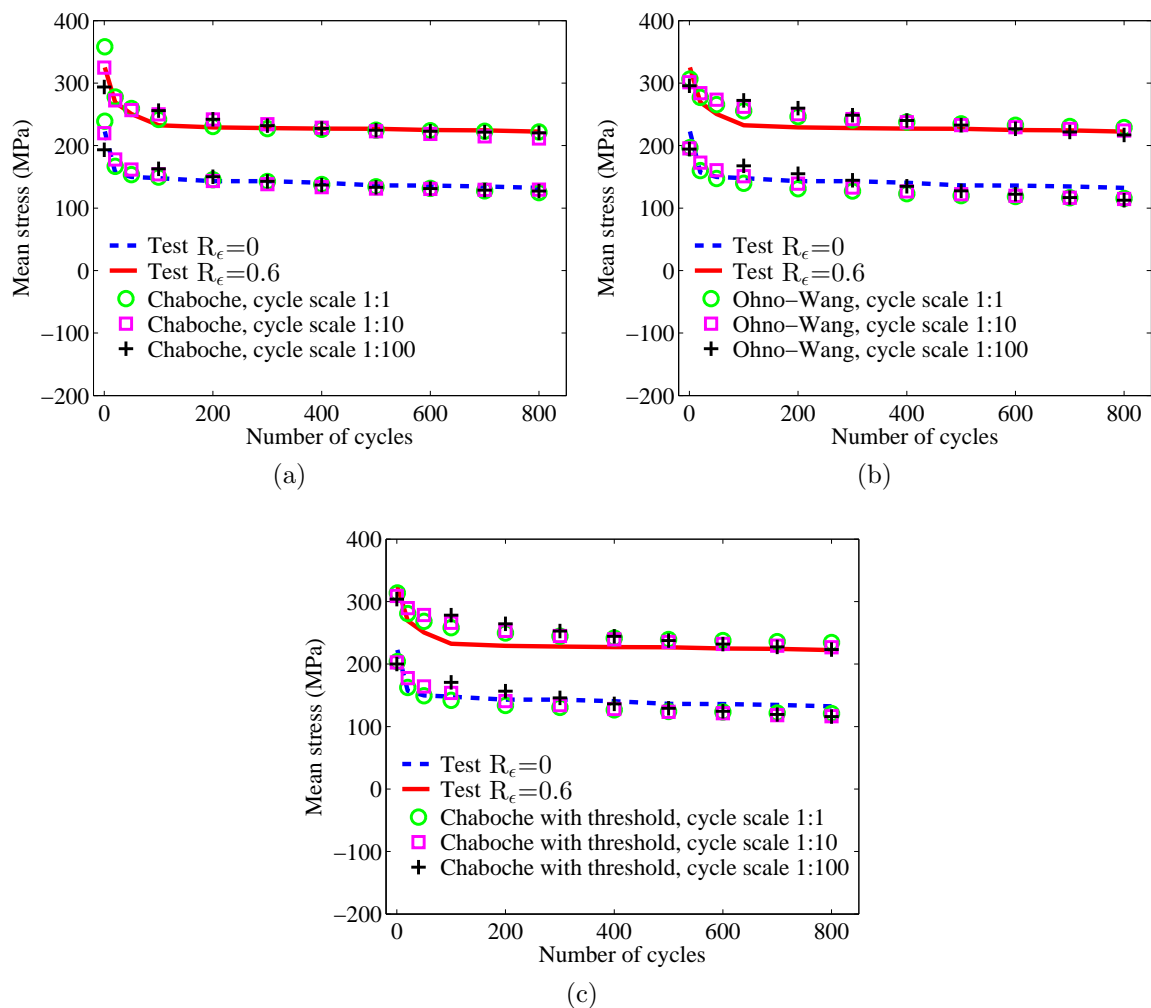 400
300
200
100
0
−100
−200
Mean stress (MPa)
Test Rϵ=0
Test Rϵ=0.6
Chaboche, cycle scale 1:1
Chaboche, cycle scale 1:10
Chaboche, cycle scale 1:100
0 200 400 600 800
Number of cycles
(a)
400
300
200
100
0
−100
−200
Mean stress (MPa)
Test Rϵ=0
Test Rϵ=0.6
Ohno−Wang, cycle scale 1:1
Ohno−Wang, cycle scale 1:10
Ohno−Wang, cycle scale 1:100
0 200 400 600 800
Number of cycles
(b)
400
300
200
100
0
−100
−200
Mean stress (MPa)
Test Rϵ=0
Test Rϵ=0.6
Chaboche with threshold, cycle scale 1:1
Chaboche with threshold, cycle scale 1:10
Chaboche with threshold, cycle scale 1:100
0 200 400 600 800
Number of cycles
(c)